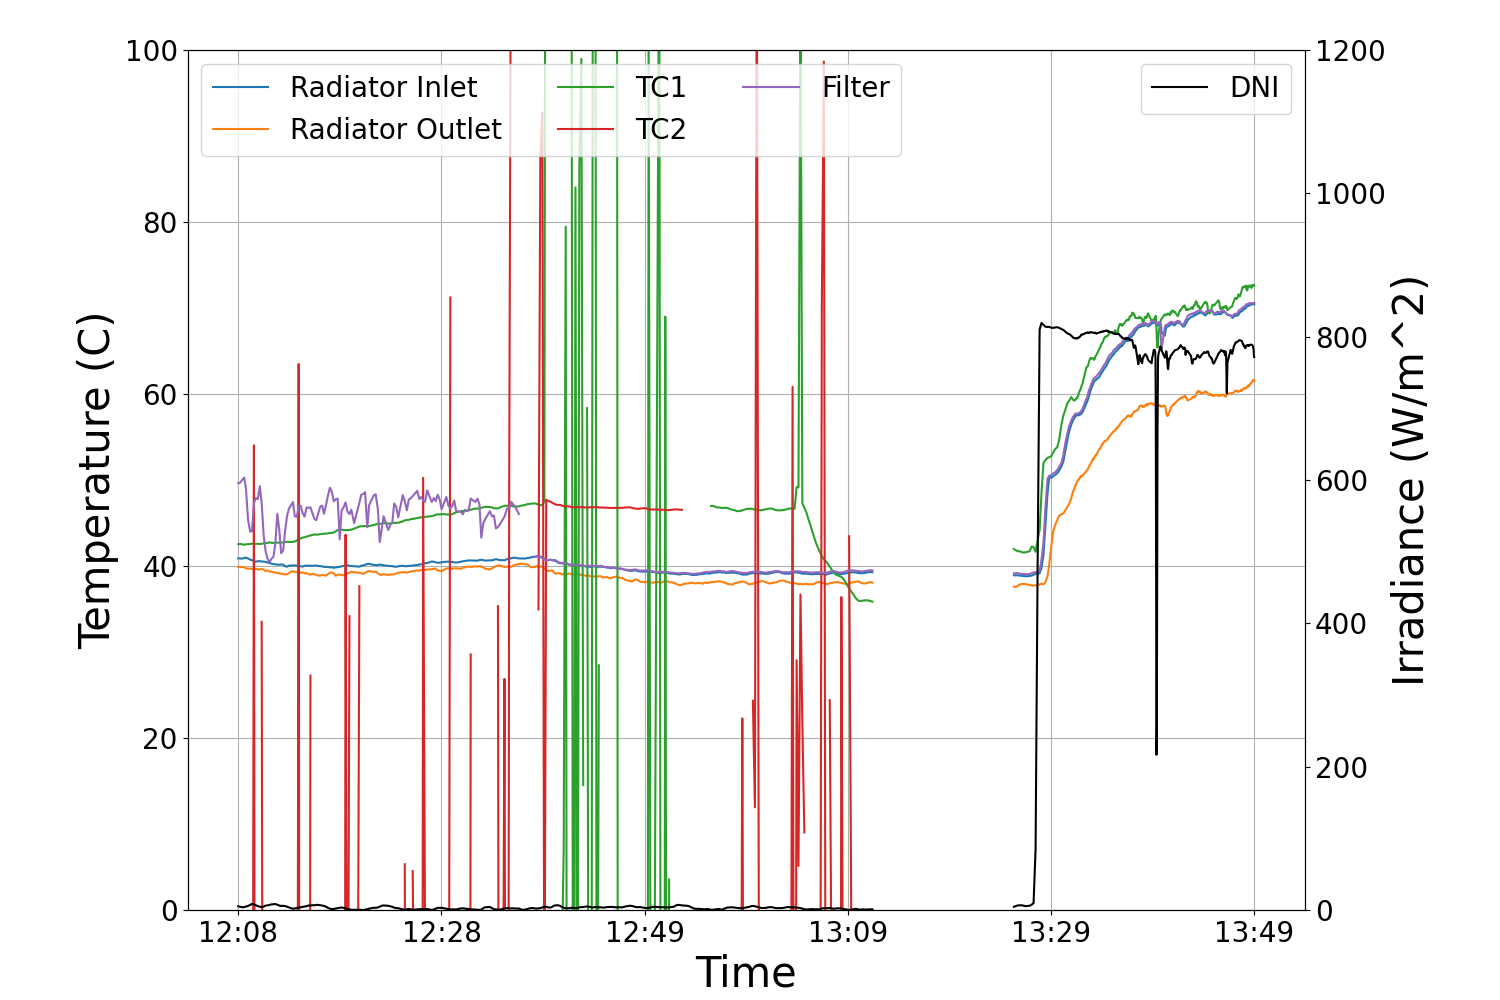 Radiator Inlet
Radiator Outlet
TC1
TC2
Filter
DNI
100
80
60
40
20
0
Temperature (C)
1200
1000
800
600
400
200
0
Irradiance (W/m^2)
12:08 12:28 12:49 13:09 13:29 13:49
Time